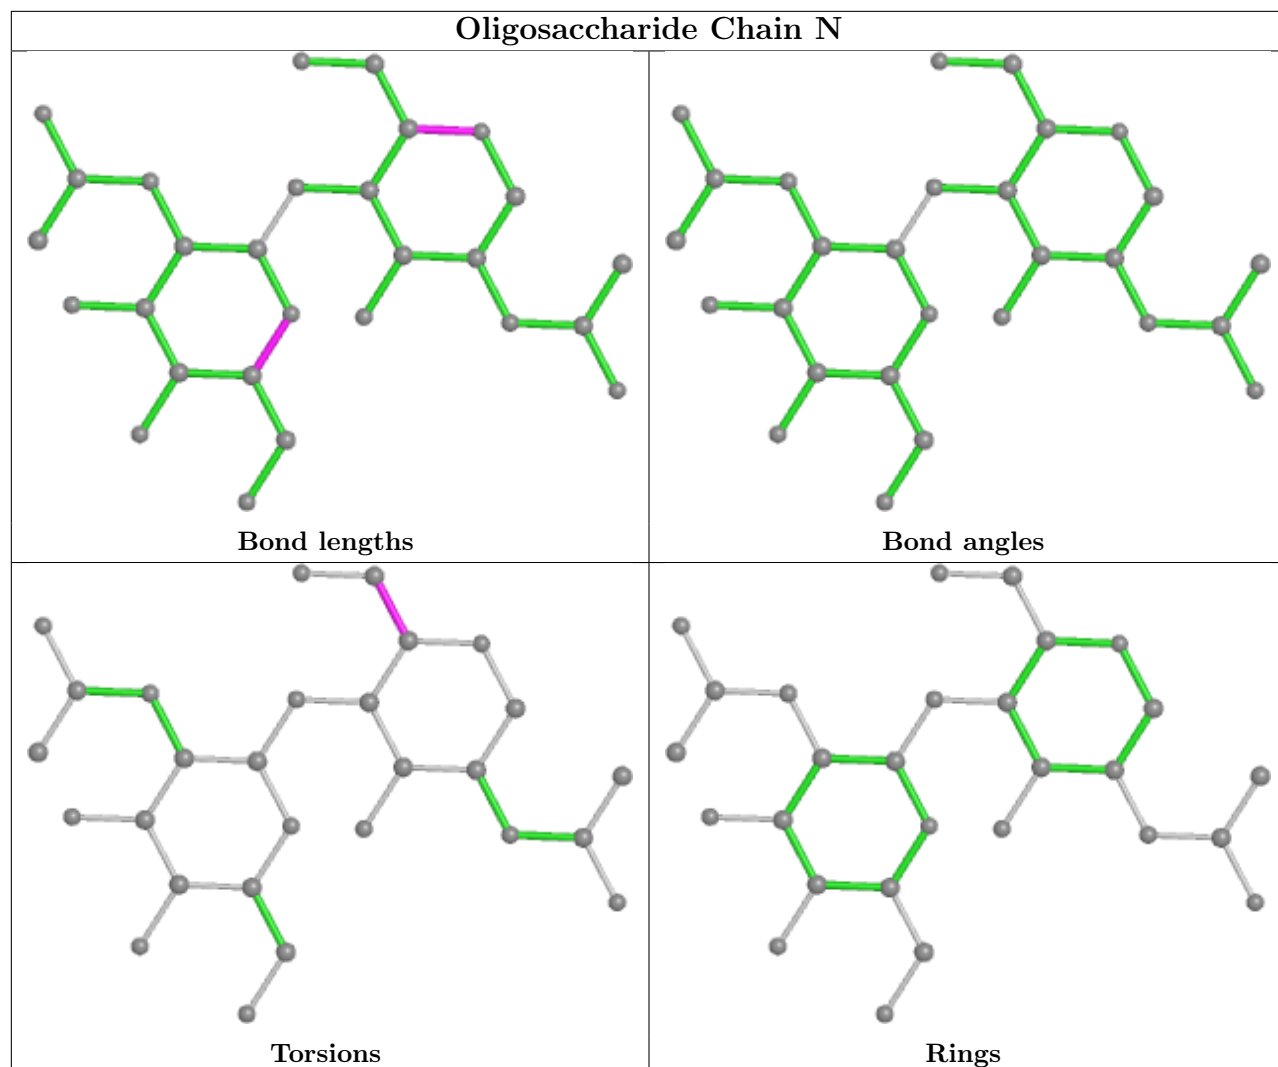 Oligosaccharide Chain N
Bond lengths
Bond angles
Torsions
Rings